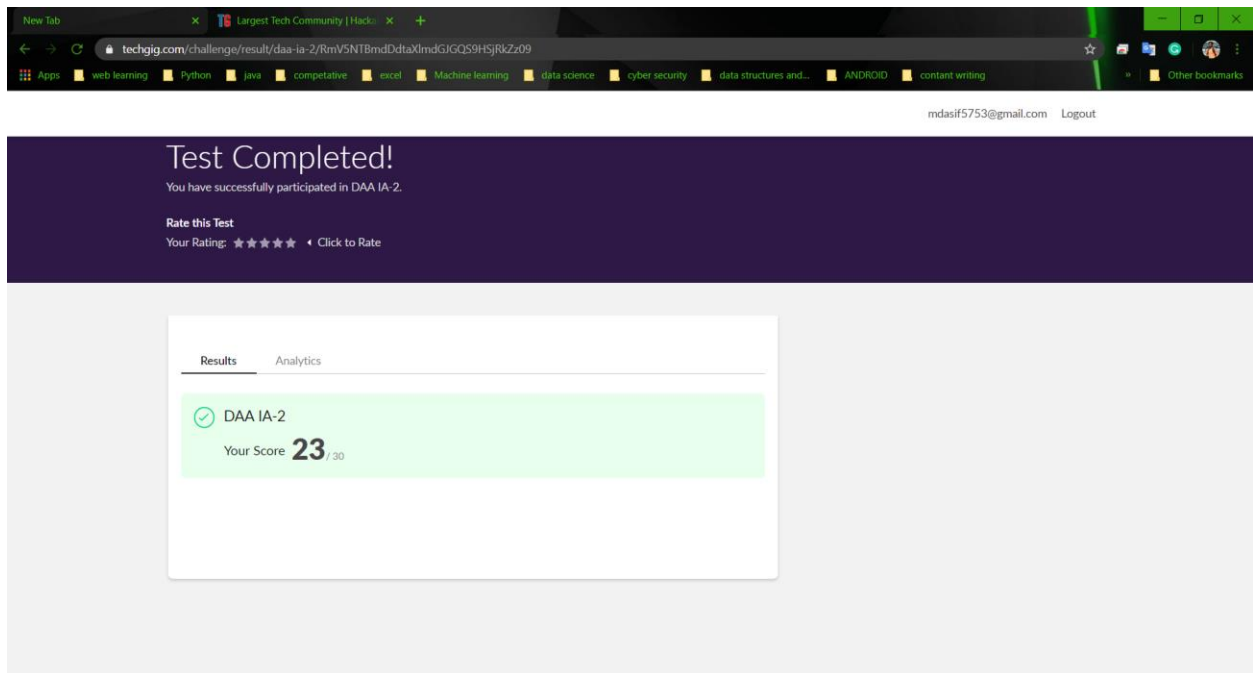 New Tab
Largest Tech Community | Hacka
techgig.com/challenge/result/daa-ia-2/RmV5NTBmdDdtaXlmdGJGQS9HSjRkZz09
Apps web learning Python java competative excel Machine learning data science cyber security data structures and... ANDROID contant writing » Other bookmarks
mdasif5753@gmail.com Logout
Test Completed!
You have successfully participated in DAA IA-2.
Rate this Test
Your Rating: Click to Rate
Results Analytics
DAA IA-2
Your Score 23 / 30